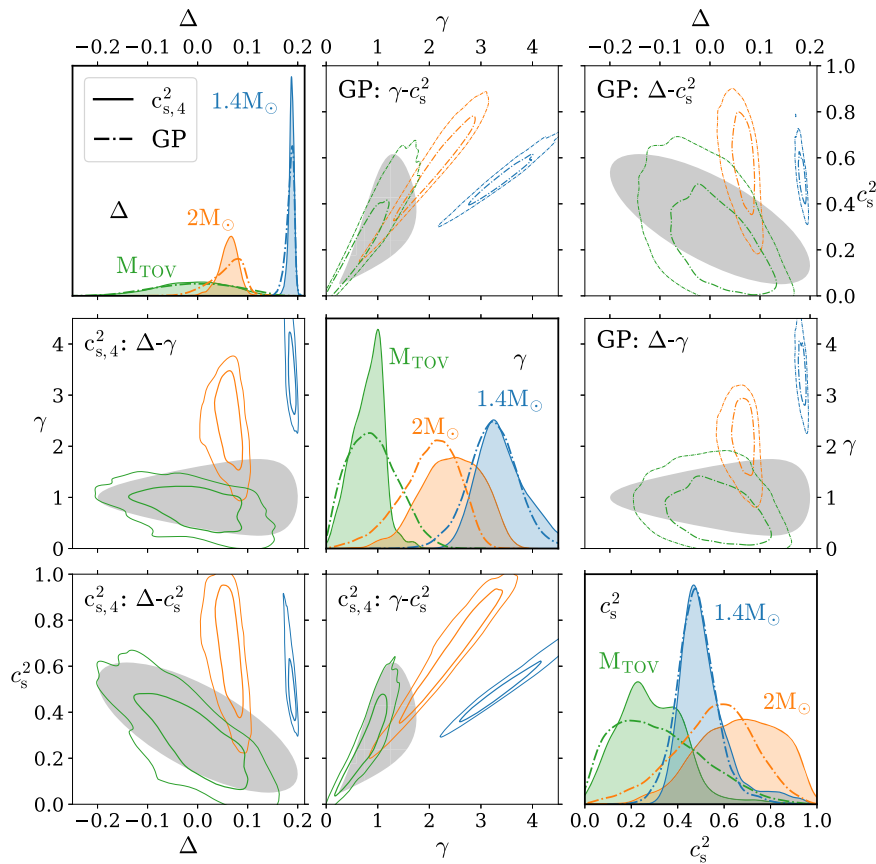 Δ γ Δ
−0.2 −0.1 0.0 0.1 0.2 0 1 2 3 4 −0.2 −0.1 0.0 0.1 0.2
c²ₛ,₄ 1.4M⊙
GP
Δ
2M⊙
M_TOV
GP: γ-c²ₛ
GP: Δ-c²ₛ
1.0
0.8
0.6
c²ₛ
0.4
0.2
0.0
c²ₛ,₄: Δ-γ
4
3
γ
2
1
0
M_TOV γ
1.4M⊙
2M⊙
GP: Δ-γ
4
3
2 γ
1
0
c²ₛ,₄: Δ-c²ₛ
1.0
0.8
0.6
c²ₛ
0.4
0.2
0.0
c²ₛ,₄: γ-c²ₛ
c²ₛ
1.4M⊙
M_TOV
2M⊙
−0.2 −0.1 0.0 0.1 0.2 0 1 2 3 4 0.0 0.2 0.4 0.6 0.8 1.0
Δ γ c²ₛ